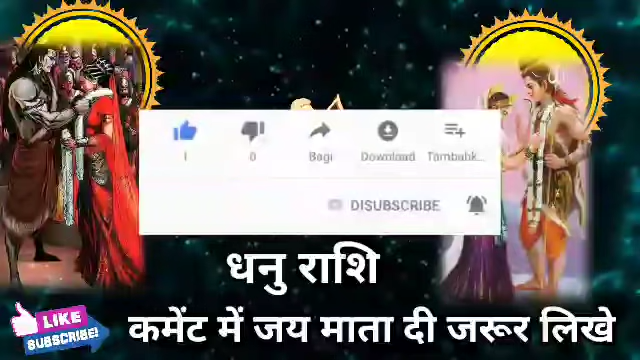 1 0 Bagi Download Tambahk...
DISUBSCRIBE
धनु राशि
LIKE
SUBSCRIBE!
कमेंट में जय माता दी जरूर लिखे